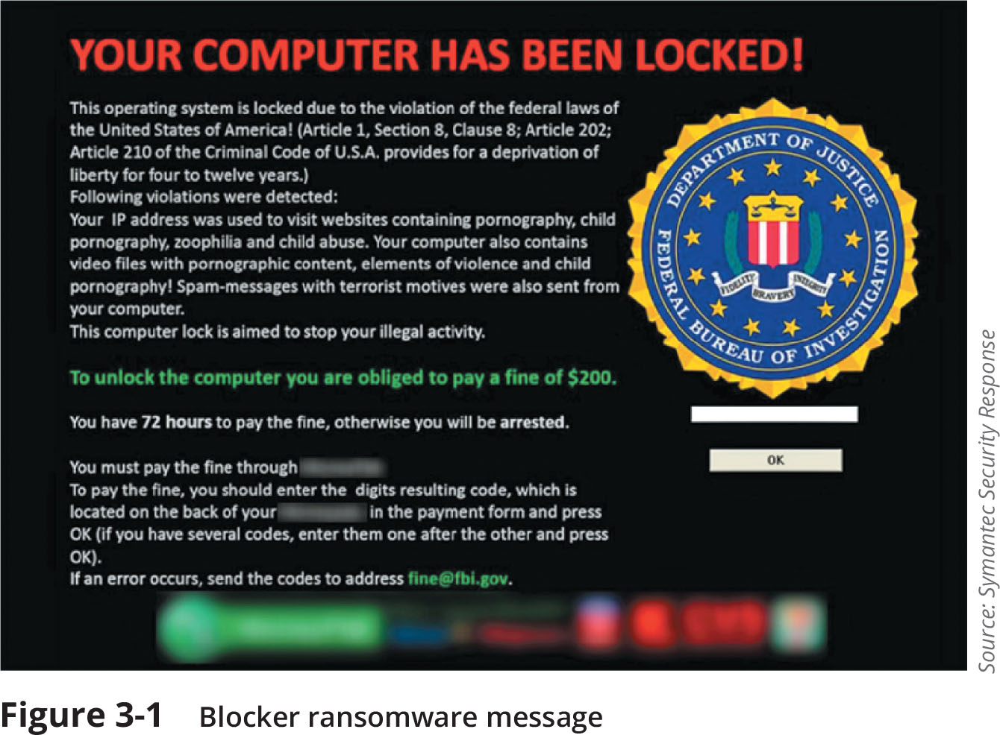 YOUR COMPUTER HAS BEEN LOCKED!
This operating system is locked due to the violation of the federal laws of
the United States of America! (Article 1, Section 8, Clause 8; Article 202;
Article 210 of the Criminal Code of U.S.A. provides for a deprivation of
liberty for four to twelve years.)
Following violations were detected:
Your IP address was used to visit websites containing pornography, child
pornography, zoophilia and child abuse. Your computer also contains
video files with pornographic content, elements of violence and child
pornography! Spam-messages with terrorist motives were also sent from
your computer.
This computer lock is aimed to stop your illegal activity.
To unlock the computer you are obliged to pay a fine of $200.
You have 72 hours to pay the fine, otherwise you will be arrested.
You must pay the fine through
To pay the fine, you should enter the digits resulting code, which is
located on the back of your in the payment form and press
OK (if you have several codes, enter them one after the other and press
OK).
If an error occurs, send the codes to address fine@fbi.gov.
DEPARTMENT OF JUSTICE
FEDERAL BUREAU OF INVESTIGATION
FIDELITY BRAVERY INTEGRITY
OK
Source: Symantec Security Response
Figure 3-1 Blocker ransomware message